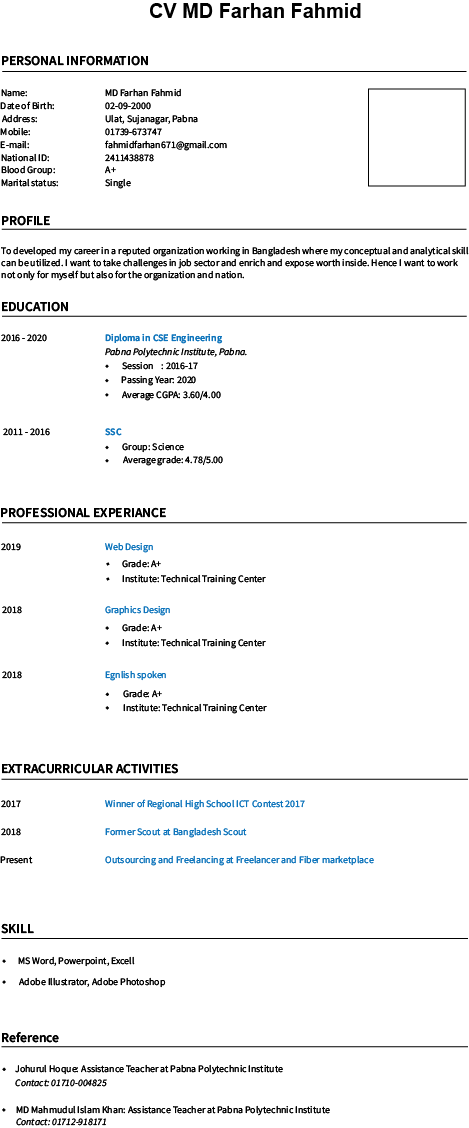 CV MD Farhan Fahmid
PERSONAL INFORMATION
Name: MD Farhan Fahmid
Date of Birth: 02-09-2000
Address: Ulat, Sujanagar, Pabna
Mobile: 01739-673747
E-mail: fahmidfarhan671@gmail.com
National ID: 2411438878
Blood Group: A+
Marital status: Single
PROFILE
To developed my career in a reputed organization working in Bangladesh where my conceptual and analytical skill
can be utilized. I want to take challenges in job sector and enrich and expose worth inside. Hence I want to work
not only for myself but also for the organization and nation.
EDUCATION
2016 - 2020 Diploma in CSE Engineering
Pabna Polytechnic Institute, Pabna.
• Session : 2016-17
• Passing Year: 2020
• Average CGPA: 3.60/4.00
2011 - 2016 SSC
• Group: Science
• Average grade: 4.78/5.00
PROFESSIONAL EXPERIANCE
2019 Web Design
• Grade: A+
• Institute: Technical Training Center
2018 Graphics Design
• Grade: A+
• Institute: Technical Training Center
2018 Egnlish spoken
• Grade: A+
• Institute: Technical Training Center
EXTRACURRICULAR ACTIVITIES
2017 Winner of Regional High School ICT Contest 2017
2018 Former Scout at Bangladesh Scout
Present Outsourcing and Freelancing at Freelancer and Fiber marketplace
SKILL
• MS Word, Powerpoint, Excell
• Adobe Illustrator, Adobe Photoshop
Reference
• Johurul Hoque: Assistance Teacher at Pabna Polytechnic Institute
Contact: 01710-004825
• MD Mahmudul Islam Khan: Assistance Teacher at Pabna Polytechnic Institute
Contact: 01712-918171